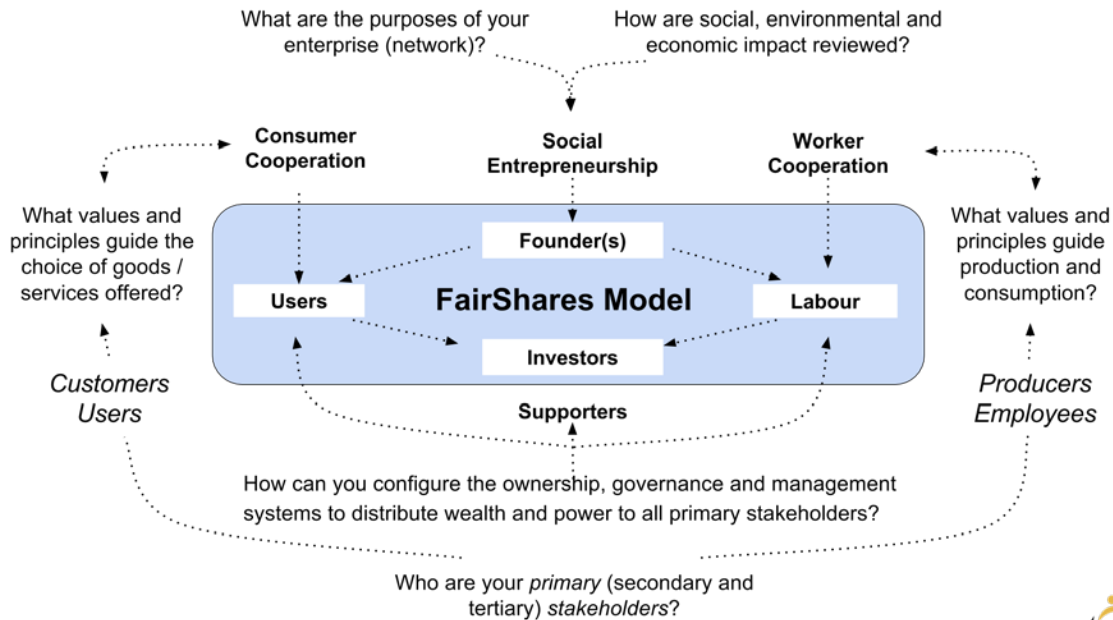 What are the purposes of your
enterprise (network)?
How are social, environmental and
economic impact reviewed?
Consumer
Cooperation
Social
Entrepreneurship
Worker
Cooperation
What values and
principles guide the
choice of goods /
services offered?
Founder(s)
Users
FairShares Model
Labour
Investors
What values and
principles guide
production and
consumption?
Customers
Users
Supporters
Producers
Employees
How can you configure the ownership, governance and management
systems to distribute wealth and power to all primary stakeholders?
Who are your primary (secondary and
tertiary) stakeholders?